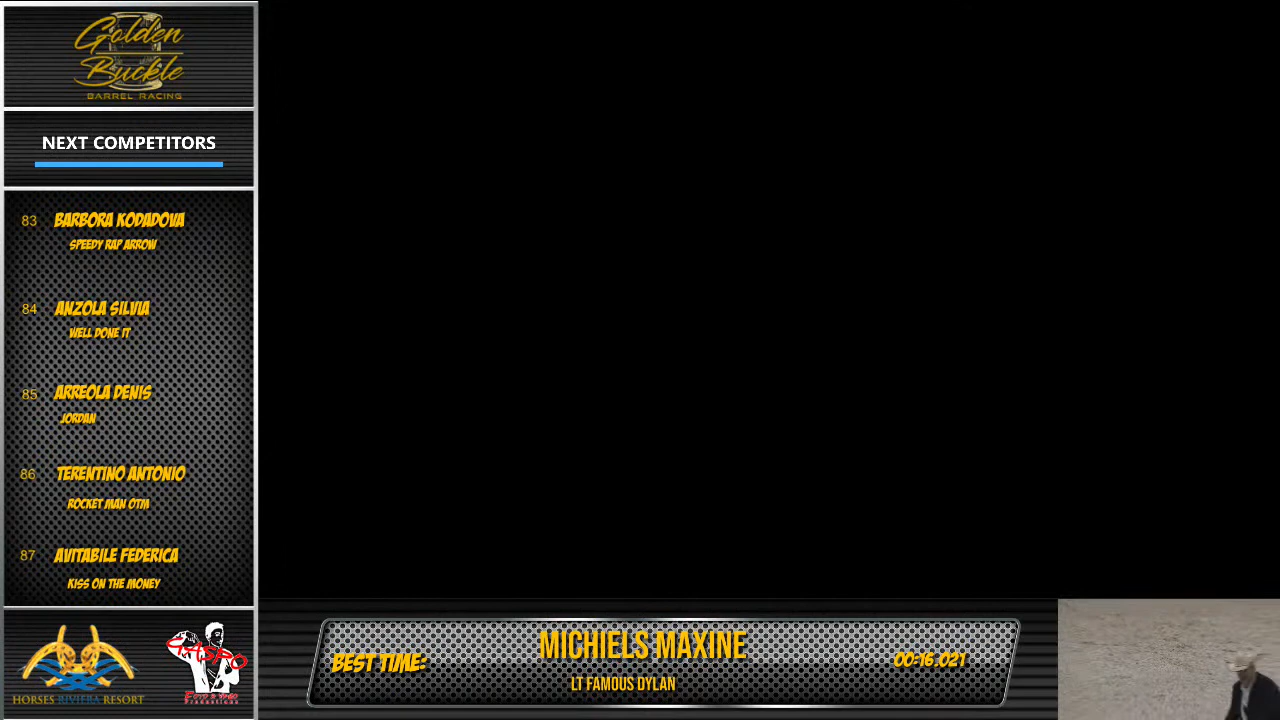 Golden
Buckle
BARREL RACING
NEXT COMPETITORS
83 BARBORA KODADOVA
SPEEDY RAP ARROW
84 ANZOLA SILVIA
WELL DONE IT
85 ARREOLA DENIS
JORDAN
86 TERENTINO ANTONIO
ROCKET MAN OTM
87 AVITABILE FEDERICA
KISS ON THE MONEY
HORSES RIVIERA RESORT
GASPO
BEST TIME:
MICHIELS MAXINE
LT FAMOUS DYLAN
00:16.021